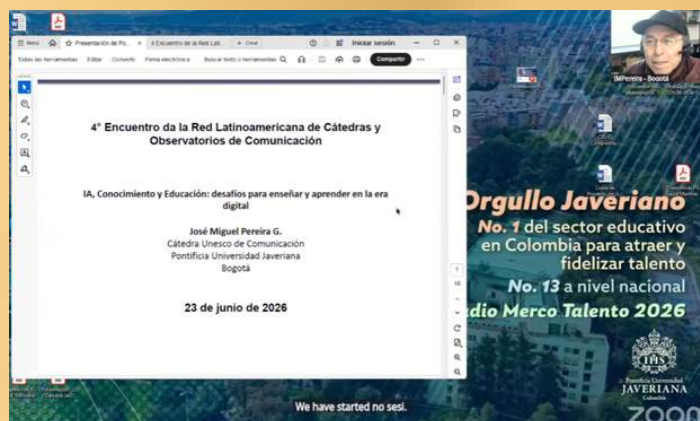 Menú
Presentación de Po...
4 Encuentro de la Red Lati...
+ Crear
Iniciar sesión
Todas las herramientas
Editar
Convertir
Firma electrónica
Buscar texto o herramientas
Compartir
4° Encuentro da la Red Latinoamericana de Cátedras y
Observatorios de Comunicación
IA, Conocimiento y Educación: desafíos para enseñar y aprender en la era
digital
José Miguel Pereira G.
Cátedra Unesco de Comunicación
Pontificia Universidad Javeriana
Bogotá
23 de junio de 2026
1
JMPereira - Bogotá
Orgullo Javeriano
No. 1 del sector educativo
en Colombia para atraer y
fidelizar talento
No. 13 a nivel nacional
dio Merco Talento 2026
IHS
Pontificia Universidad
JAVERIANA
Colombia
We have started no sesi.
zoom